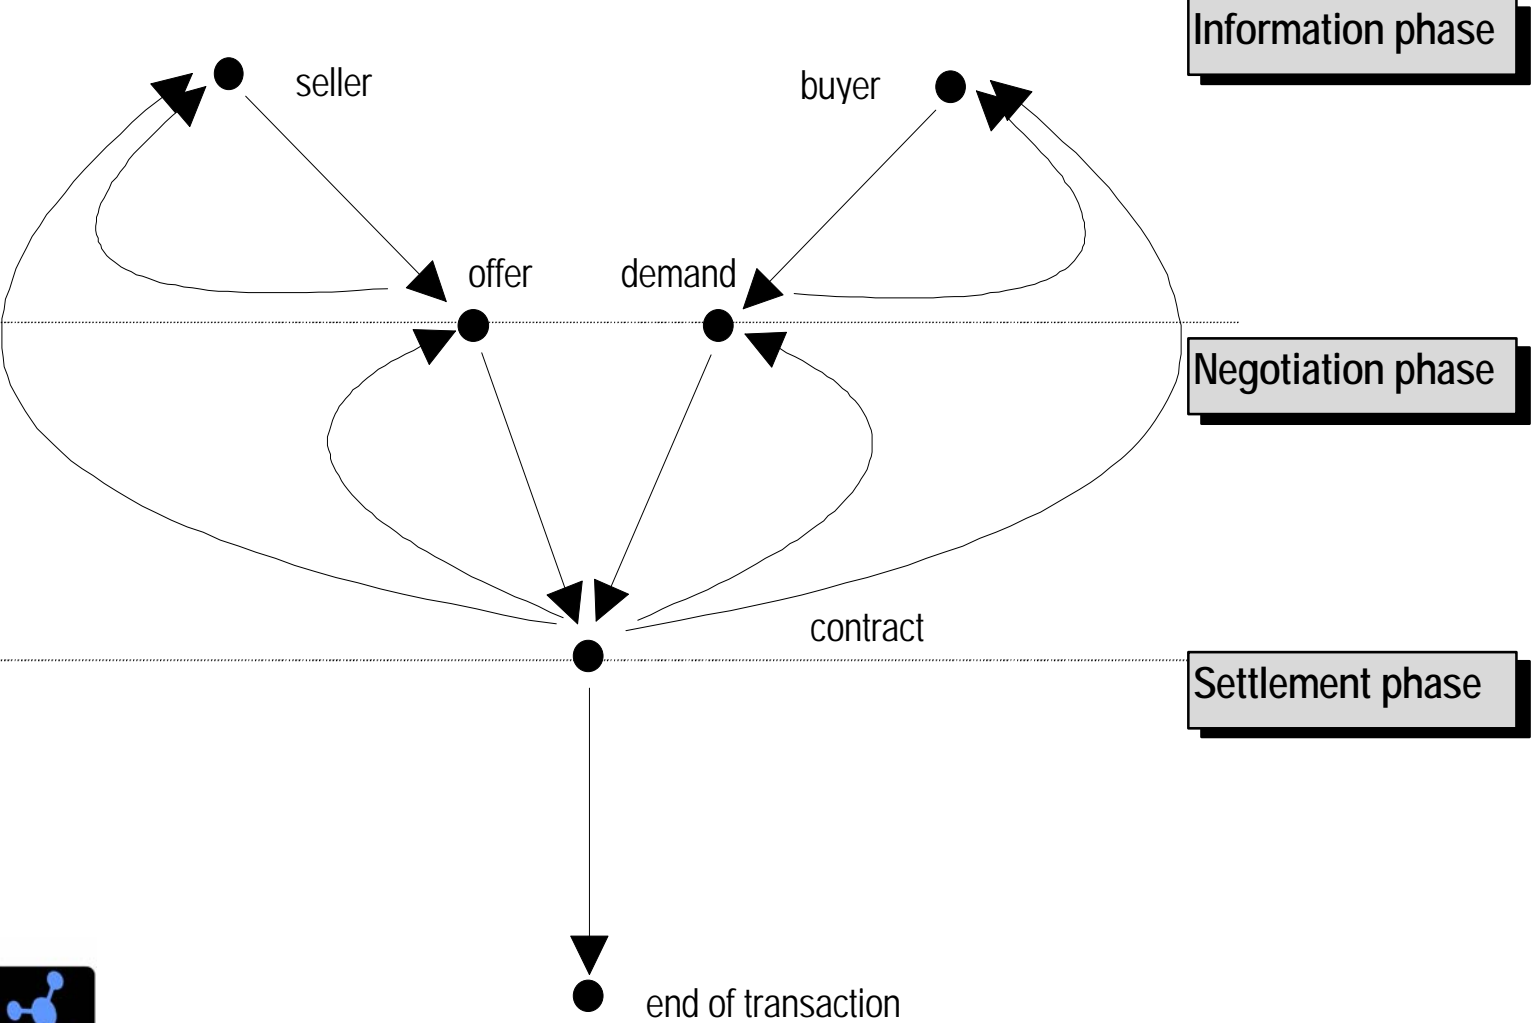 Information phase
seller
buyer
offer
demand
Negotiation phase
contract
Settlement phase
end of transaction